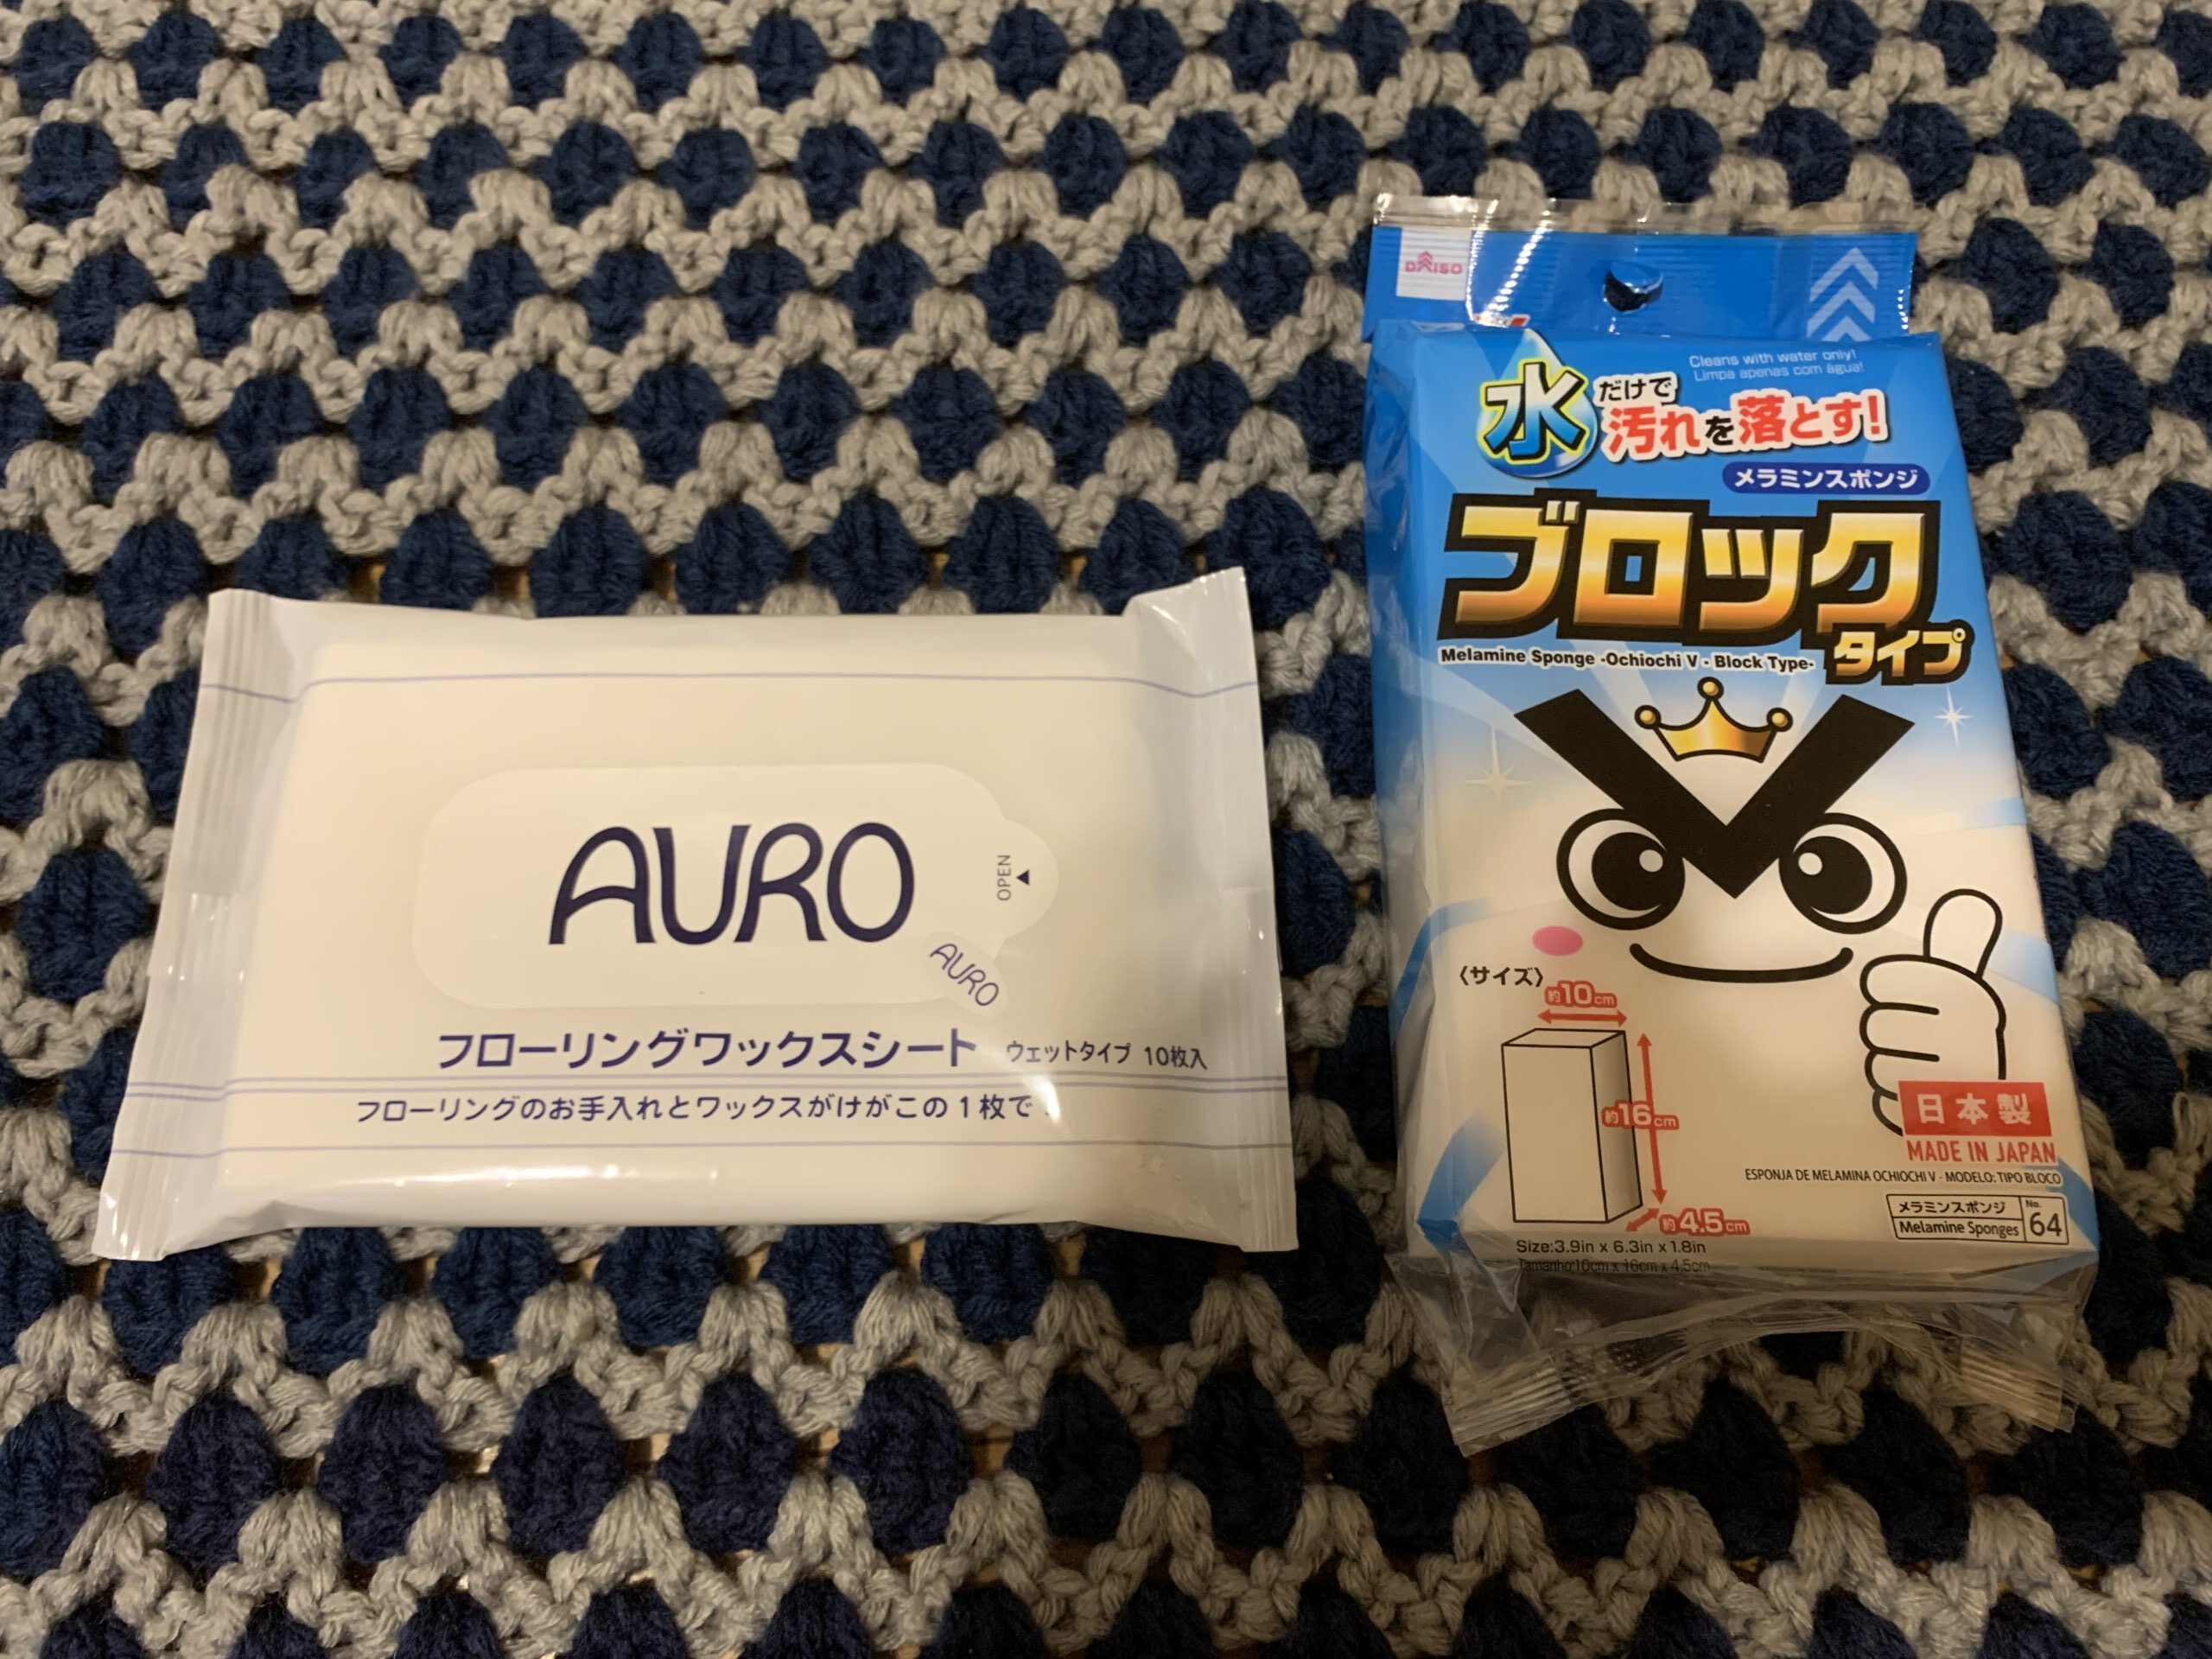 AURO
OPEN
AURO
フローリングワックスシート ウェットタイプ 10枚入
フローリングのお手入れとワックスがけがこの1枚で
DAISO
Cleans with water only!
Limpa apenas com água!
水だけで
汚れを落とす!
メラミンスポンジ
ブロック
タイプ
Melamine Sponge -Ochiochi V - Block Type-
〈サイズ〉
約10cm
約16cm
約4.5cm
Size:3.9in x 6.3in x 1.8in
Tamanho:10cm x 16cm x 4.5cm
日本製
MADE IN JAPAN
ESPONJA DE MELAMINA OCHIOCHI V - MODELO: TIPO BLOCO
メラミンスポンジ
Melamine Sponges
No.
64